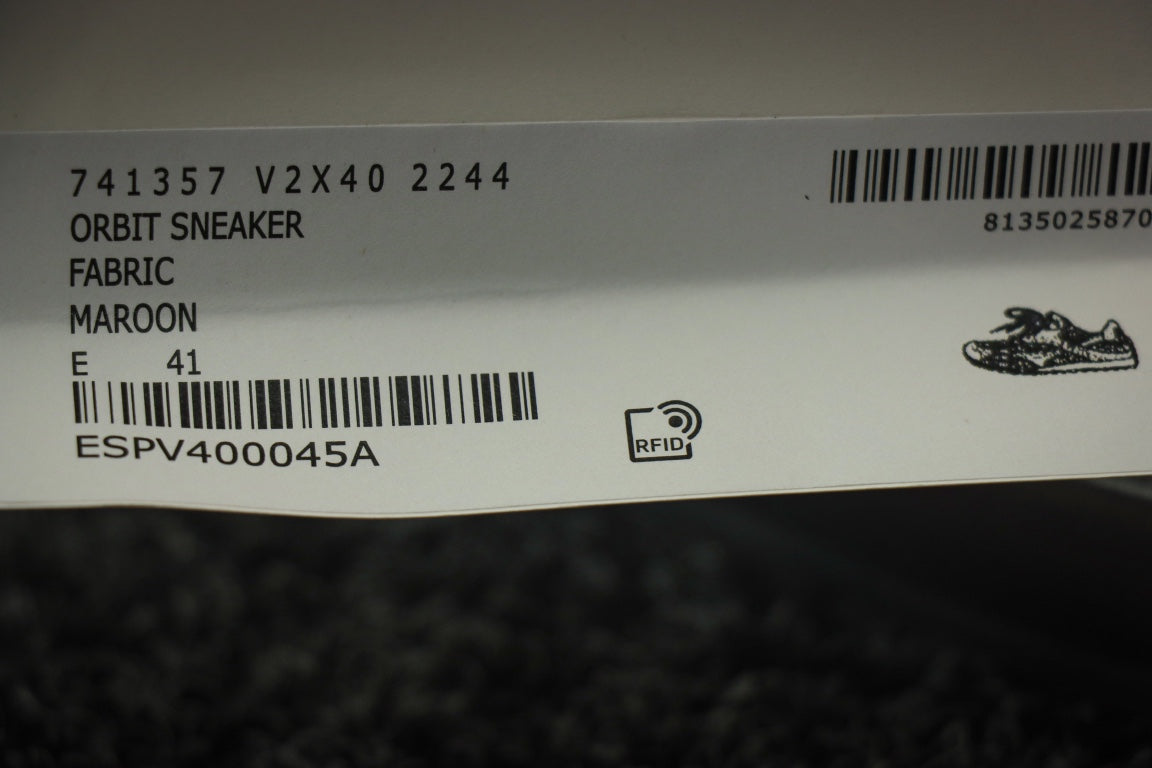 741357 V2X40 2244
ORBIT SNEAKER
FABRIC
MAROON
E 41
ESPV400045A
8135025870
RFID